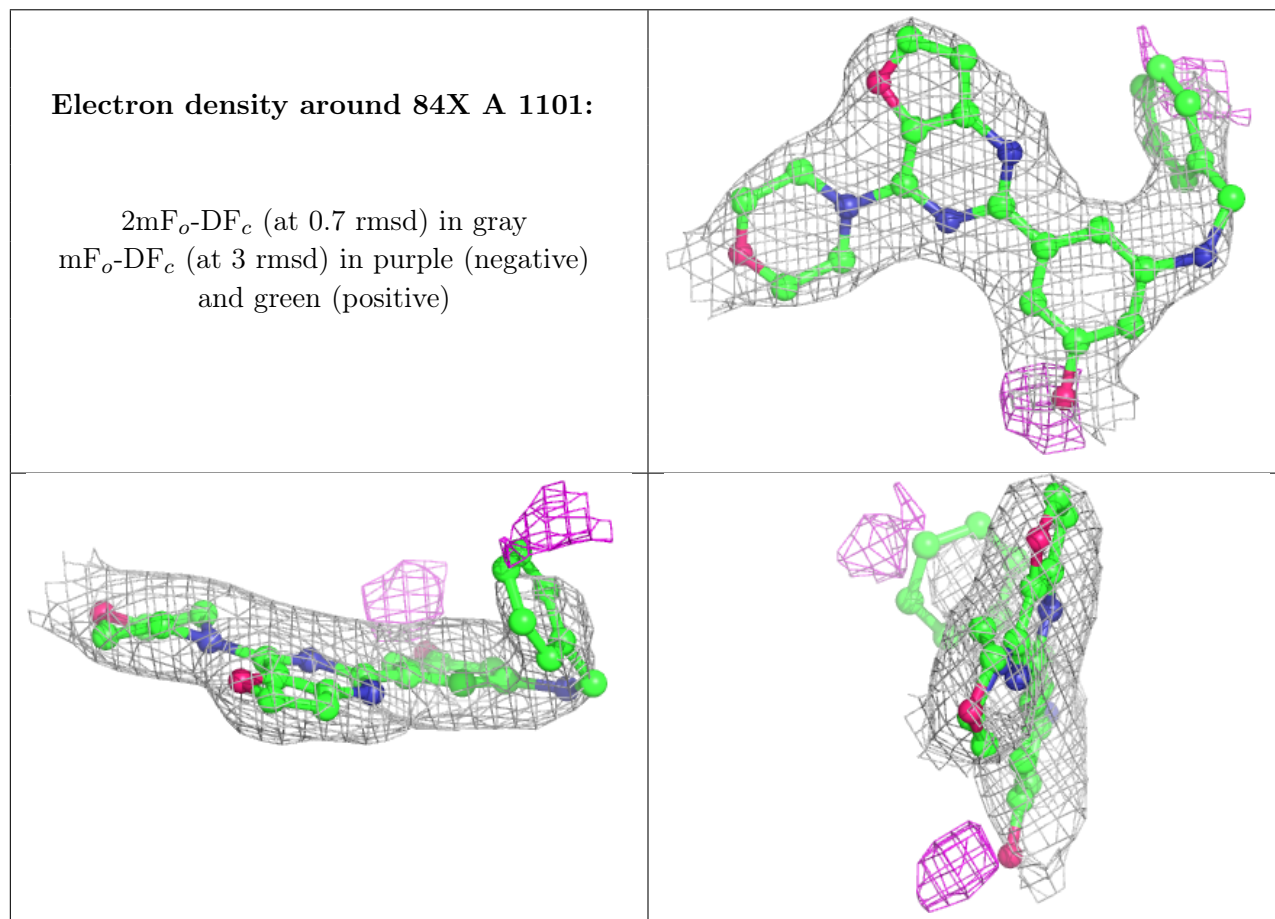 Electron density around 84X A 1101:
2mFo-DFc (at 0.7 rmsd) in gray
mFo-DFc (at 3 rmsd) in purple (negative)
and green (positive)